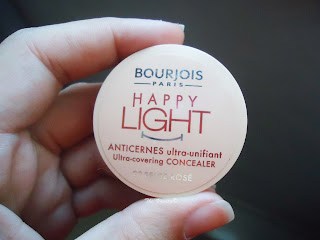 BOURJOIS
PARIS
HAPPY
LIGHT
ANTICERNES ultra-unifiant
Ultra-covering CONCEALER
ROSÉ